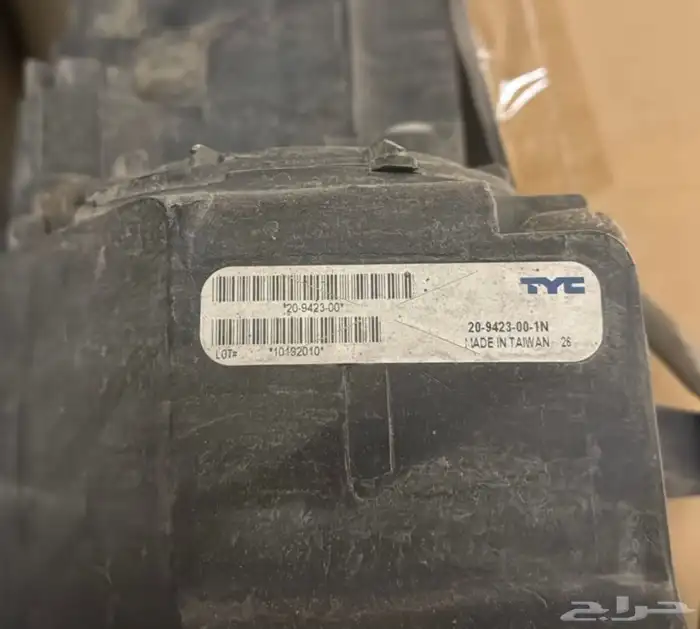 TYC
*20-9423-00*
20-9423-00-1N
MADE IN TAIWAN 26
LOT# *10192010*
حراج